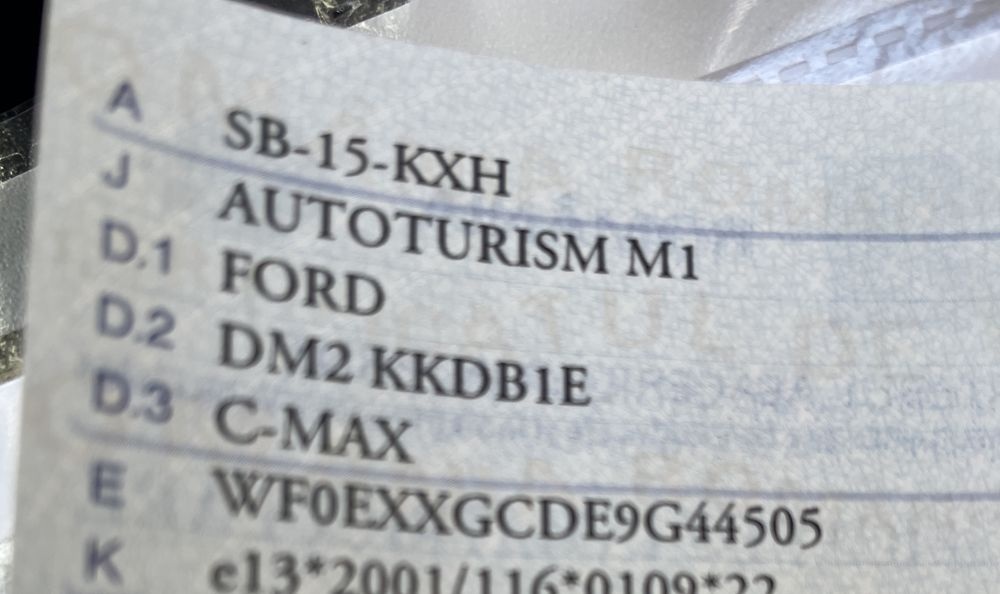 A SB-15-KXH
J AUTOTURISM M1
D.1 FORD
D.2 DM2 KKDB1E
D.3 C-MAX
E WF0EXXGCDE9G44505
K e13*2001/116*0109*22